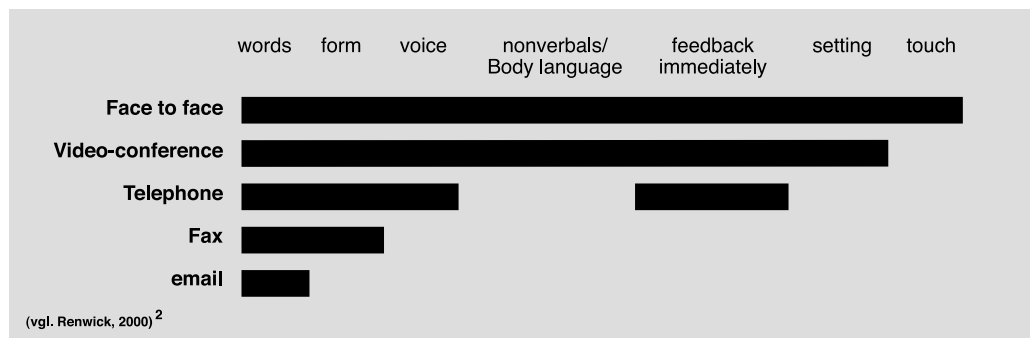 words form voice nonverbals/ feedback setting touch
Body language immediately
Face to face
Video-conference
Telephone
Fax
email
(vgl. Renwick, 2000) 2